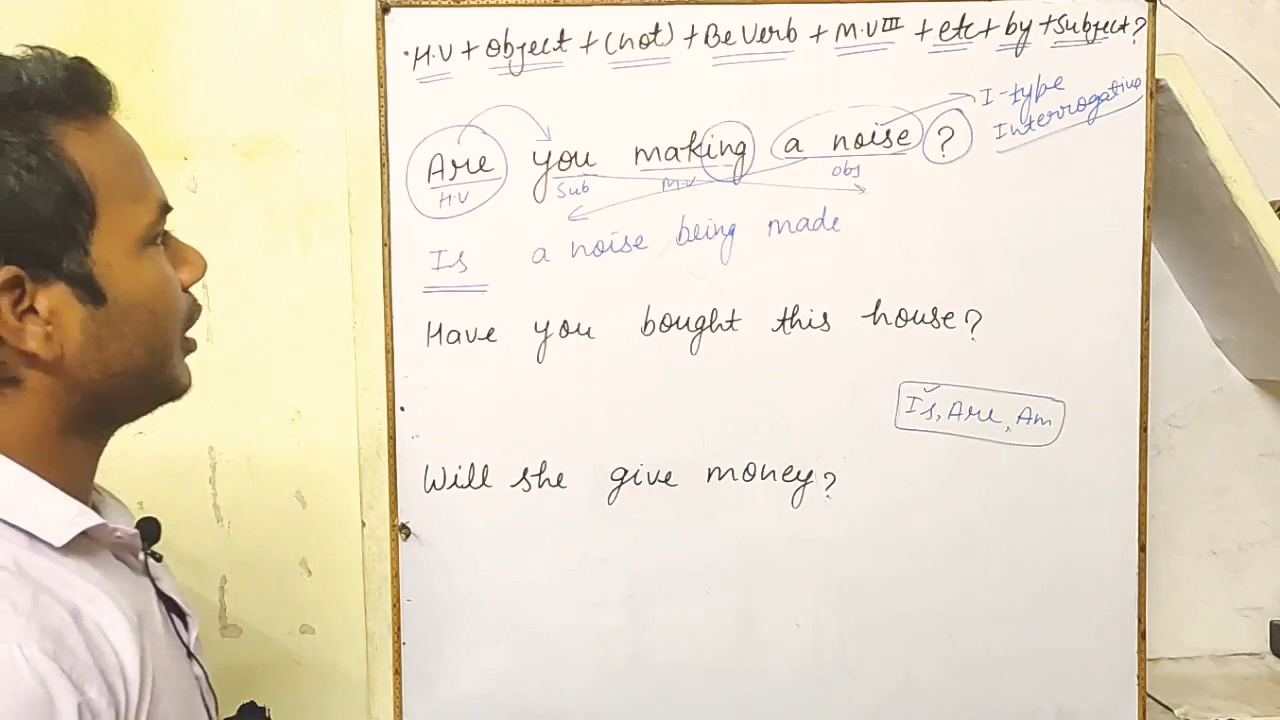 H.V + object + (not) + Be Verb + M.V III + etc + by + Subject?
I-type
Interrogative
Are you making a noise ?
H.V Sub M.V obj
Is a noise being made
Have you bought this house?
Is, Are, Am
Will she give money?